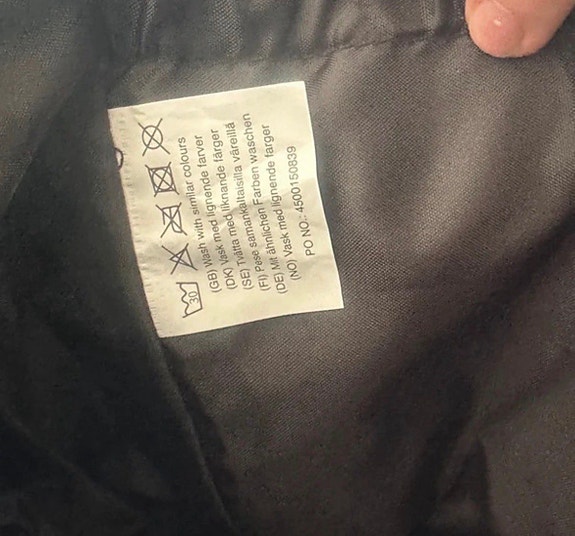 30
(GB) Wash with similar colours
(DK) Vask med lignende farver
(SE) Tvätta med liknande färger
(FI) Pese samankaltaisilla väreillä
(DE) Mit ähnlichen Farben waschen
(NO) Vask med lignende farger
PO NO.: 4500150839